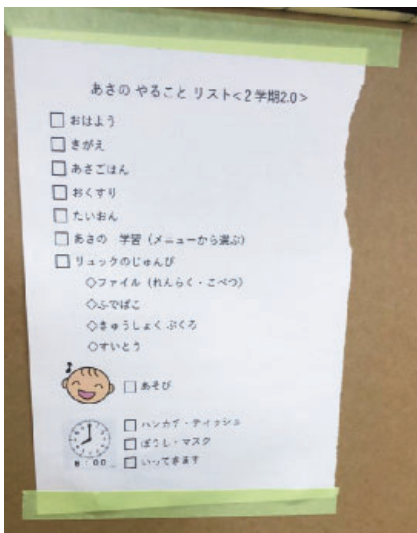 あさの やること リスト<2学期2.0>
□ おはよう
□ きがえ
□ あさごはん
□ おくすり
□ たいおん
□ あさの 学習(メニューから選ぶ)
□ リュックのじゅんび
◇ファイル(れんらく・こべつ)
◇ふでばこ
◇きゅうしょく ぶくろ
◇すいとう
□ あそび
□ ハンカチ・ティッシュ
□ ぼうし・マスク
□ いってきます
8:00